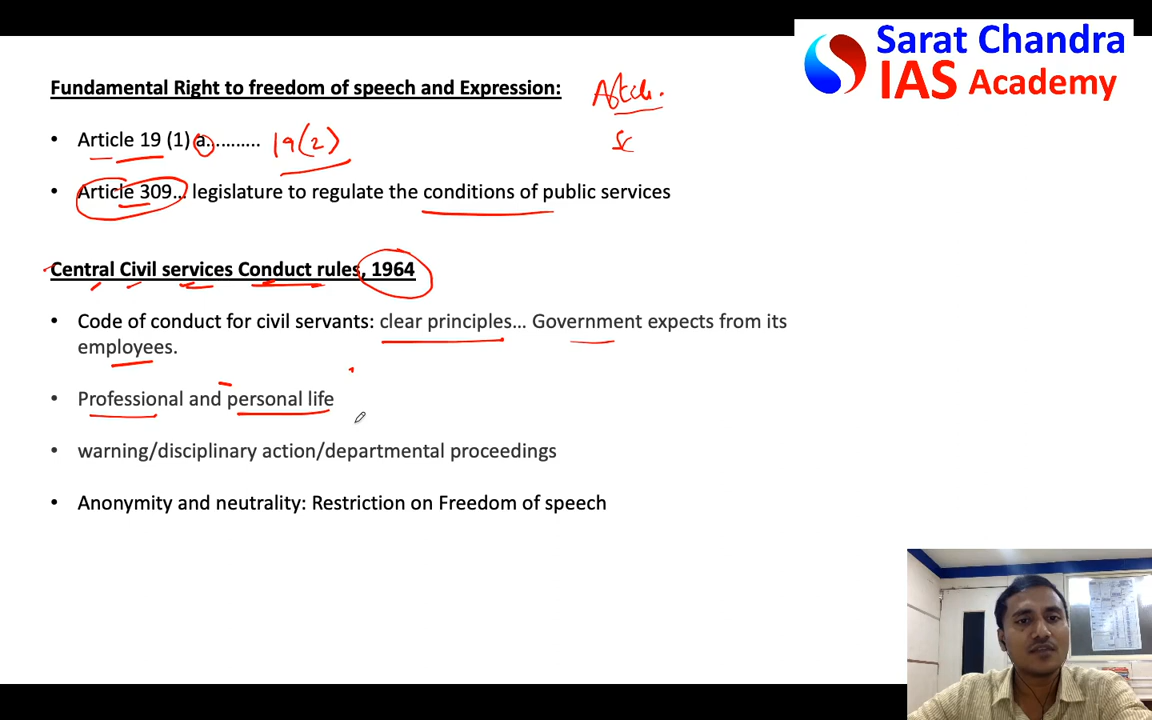 Sarat Chandra
IAS Academy
Fundamental Right to freedom of speech and Expression:
• Article 19 (1) a.......... 19(2)
• Article 309... legislature to regulate the conditions of public services
Central Civil services Conduct rules, 1964
• Code of conduct for civil servants: clear principles... Government expects from its
employees.
• Professional and personal life
• warning/disciplinary action/departmental proceedings
• Anonymity and neutrality: Restriction on Freedom of speech